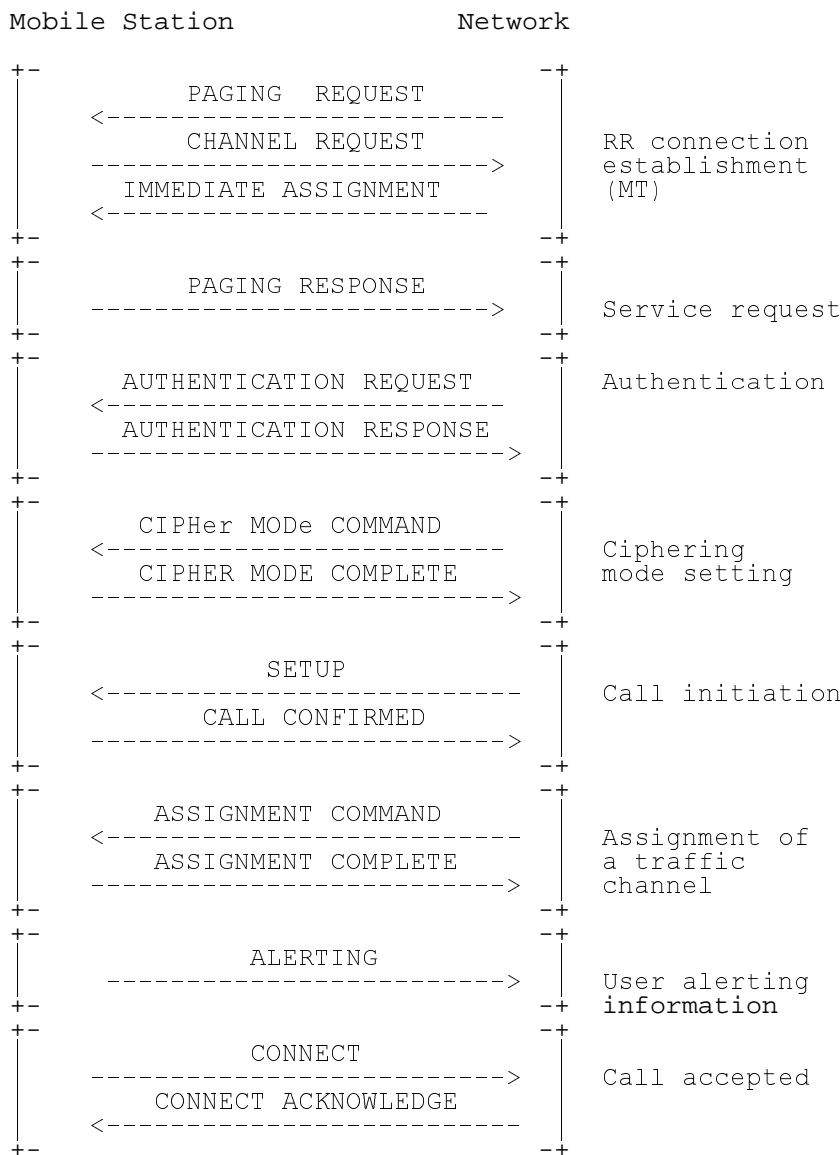 Mobile Station Network
PAGING REQUEST
CHANNEL REQUEST RR connection
establishment
IMMEDIATE ASSIGNMENT (MT)
PAGING RESPONSE
Service request
AUTHENTICATION REQUEST Authentication
AUTHENTICATION RESPONSE
CIPHer MODe COMMAND
Ciphering
CIPHER MODE COMPLETE mode setting
SETUP
Call initiation
CALL CONFIRMED
ASSIGNMENT COMMAND
Assignment of
ASSIGNMENT COMPLETE a traffic
channel
ALERTING
User alerting
information
CONNECT
Call accepted
CONNECT ACKNOWLEDGE